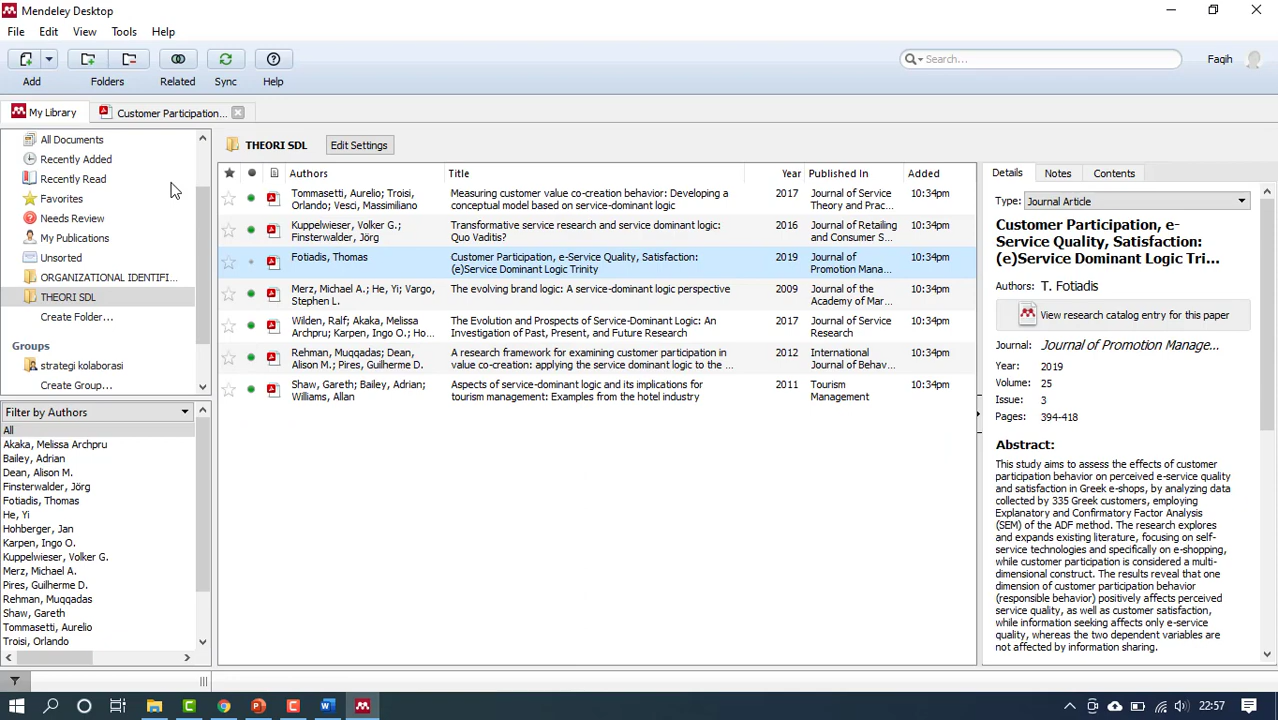 Mendeley Desktop
File Edit View Tools Help
Add Folders Related Sync Help
Search...
Faqih
My Library
Customer Participation...
All Documents
Recently Added
Recently Read
Favorites
Needs Review
My Publications
Unsorted
ORGANIZATIONAL IDENTIFI...
THEORI SDL
Create Folder...
Groups
strategi kolaborasi
Create Group...
Filter by Authors
All
Akaka, Melissa Archpru
Bailey, Adrian
Dean, Alison M.
Finsterwalder, Jörg
Fotiadis, Thomas
He, Yi
Hohberger, Jan
Karpen, Ingo O.
Kuppelwieser, Volker G.
Merz, Michael A.
Pires, Guilherme D.
Rehman, Muqqadas
Shaw, Gareth
Tommasetti, Aurelio
Troisi, Orlando
THEORI SDL
Edit Settings
Authors Title Year Published In Added
Tommasetti, Aurelio; Troisi, Measuring customer value co-creation behavior: Developing a 2017 Journal of Service 10:34pm
Orlando; Vesci, Massimiliano conceptual model based on service-dominant logic Theory and Prac...
Kuppelwieser, Volker G.; Transformative service research and service dominant logic: 2016 Journal of Retailing 10:34pm
Finsterwalder, Jörg Quo Vaditis? and Consumer S...
Fotiadis, Thomas Customer Participation, e-Service Quality, Satisfaction: 2019 Journal of 10:34pm
(e)Service Dominant Logic Trinity Promotion Mana...
Merz, Michael A.; He, Yi; Vargo, The evolving brand logic: A service-dominant logic perspective 2009 Journal of the 10:34pm
Stephen L. Academy of Mar...
Wilden, Ralf; Akaka, Melissa The Evolution and Prospects of Service-Dominant Logic: An 2017 Journal of Service 10:34pm
Archpru; Karpen, Ingo O.; Ho... Investigation of Past, Present, and Future Research Research
Rehman, Muqqadas; Dean, A research framework for examining customer participation in 2012 International 10:34pm
Alison M.; Pires, Guilherme D. value co-creation: applying the service dominant logic to the ... Journal of Behav...
Shaw, Gareth; Bailey, Adrian; Aspects of service-dominant logic and its implications for 2011 Tourism 10:34pm
Williams, Allan tourism management: Examples from the hotel industry Management
Details Notes Contents
Type: Journal Article
Customer Participation, e-
Service Quality, Satisfaction:
(e)Service Dominant Logic Tri...
Authors: T. Fotiadis
View research catalog entry for this paper
Journal: Journal of Promotion Manage...
Year: 2019
Volume: 25
Issue: 3
Pages: 394-418
Abstract:
This study aims to assess the effects of customer
participation behavior on perceived e-service quality
and satisfaction in Greek e-shops, by analyzing data
collected by 335 Greek customers, employing
Explanatory and Confirmatory Factor Analysis
(SEM) of the ADF method. The research explores
and expands existing literature, focusing on self-
service technologies and specifically on e-shopping,
while customer participation is considered a multi-
dimensional construct. The results reveal that one
dimension of customer participation behavior
(responsible behavior) positively affects perceived
service quality, as well as customer satisfaction,
while information seeking affects only e-service
quality, whereas the two dependent variables are
not affected by information sharing.
22:57